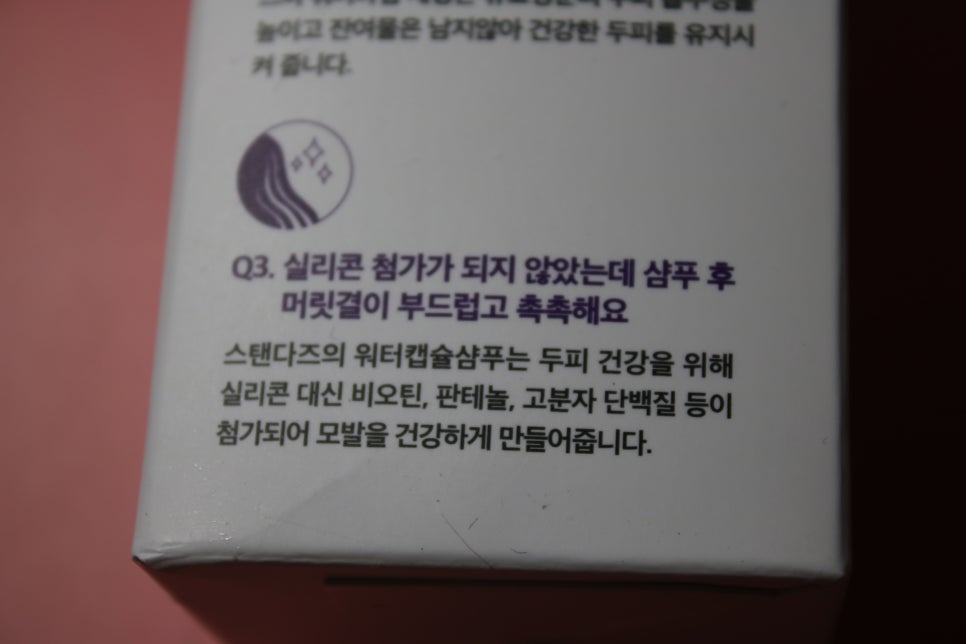 높이고 잔여물은 남지않아 건강한 두피를 유지시
켜 줍니다.
Q3. 실리콘 첨가가 되지 않았는데 샴푸 후
머릿결이 부드럽고 촉촉해요
스탠다즈의 워터캡슐샴푸는 두피 건강을 위해
실리콘 대신 비오틴, 판테놀, 고분자 단백질 등이
첨가되어 모발을 건강하게 만들어줍니다.